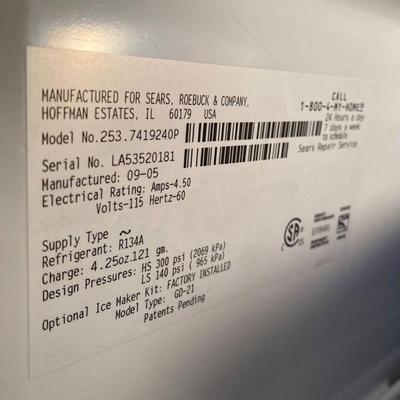 MANUFACTURED FOR SEARS, ROEBUCK & COMPANY,
HOFFMAN ESTATES, IL 60179 USA
CALL
1-800-4-MY-HOME
24 Hours a day
7 days a week
to schedule
Sears Repair Service
Model No.253.7419240P
Serial No. LA53520181
Manufactured: 09-05
Electrical Rating: Amps-4.50
Volts-115 Hertz-60
Supply Type ~
Refrigerant: R134A
Charge: 4.25oz.121 gm.
Design Pressures: HS 300 psi (2069 kPa)
LS 140 psi ( 965 kPa)
Optional Ice Maker Kit: FACTORY INSTALLED
Model Type: GD-21
Patents Pending